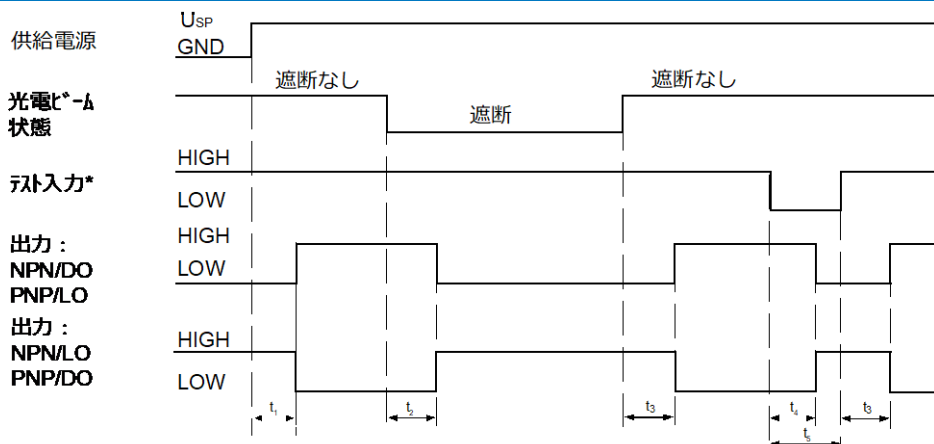 供給電源
USP
GND
光電ビーム
状態
遮断なし
遮断
遮断なし
テスト入力*
HIGH
LOW
出力：
NPN/DO
PNP/LO
HIGH
LOW
出力：
NPN/LO
PNP/DO
HIGH
LOW
t1
t2
t3
t4
t3
t5